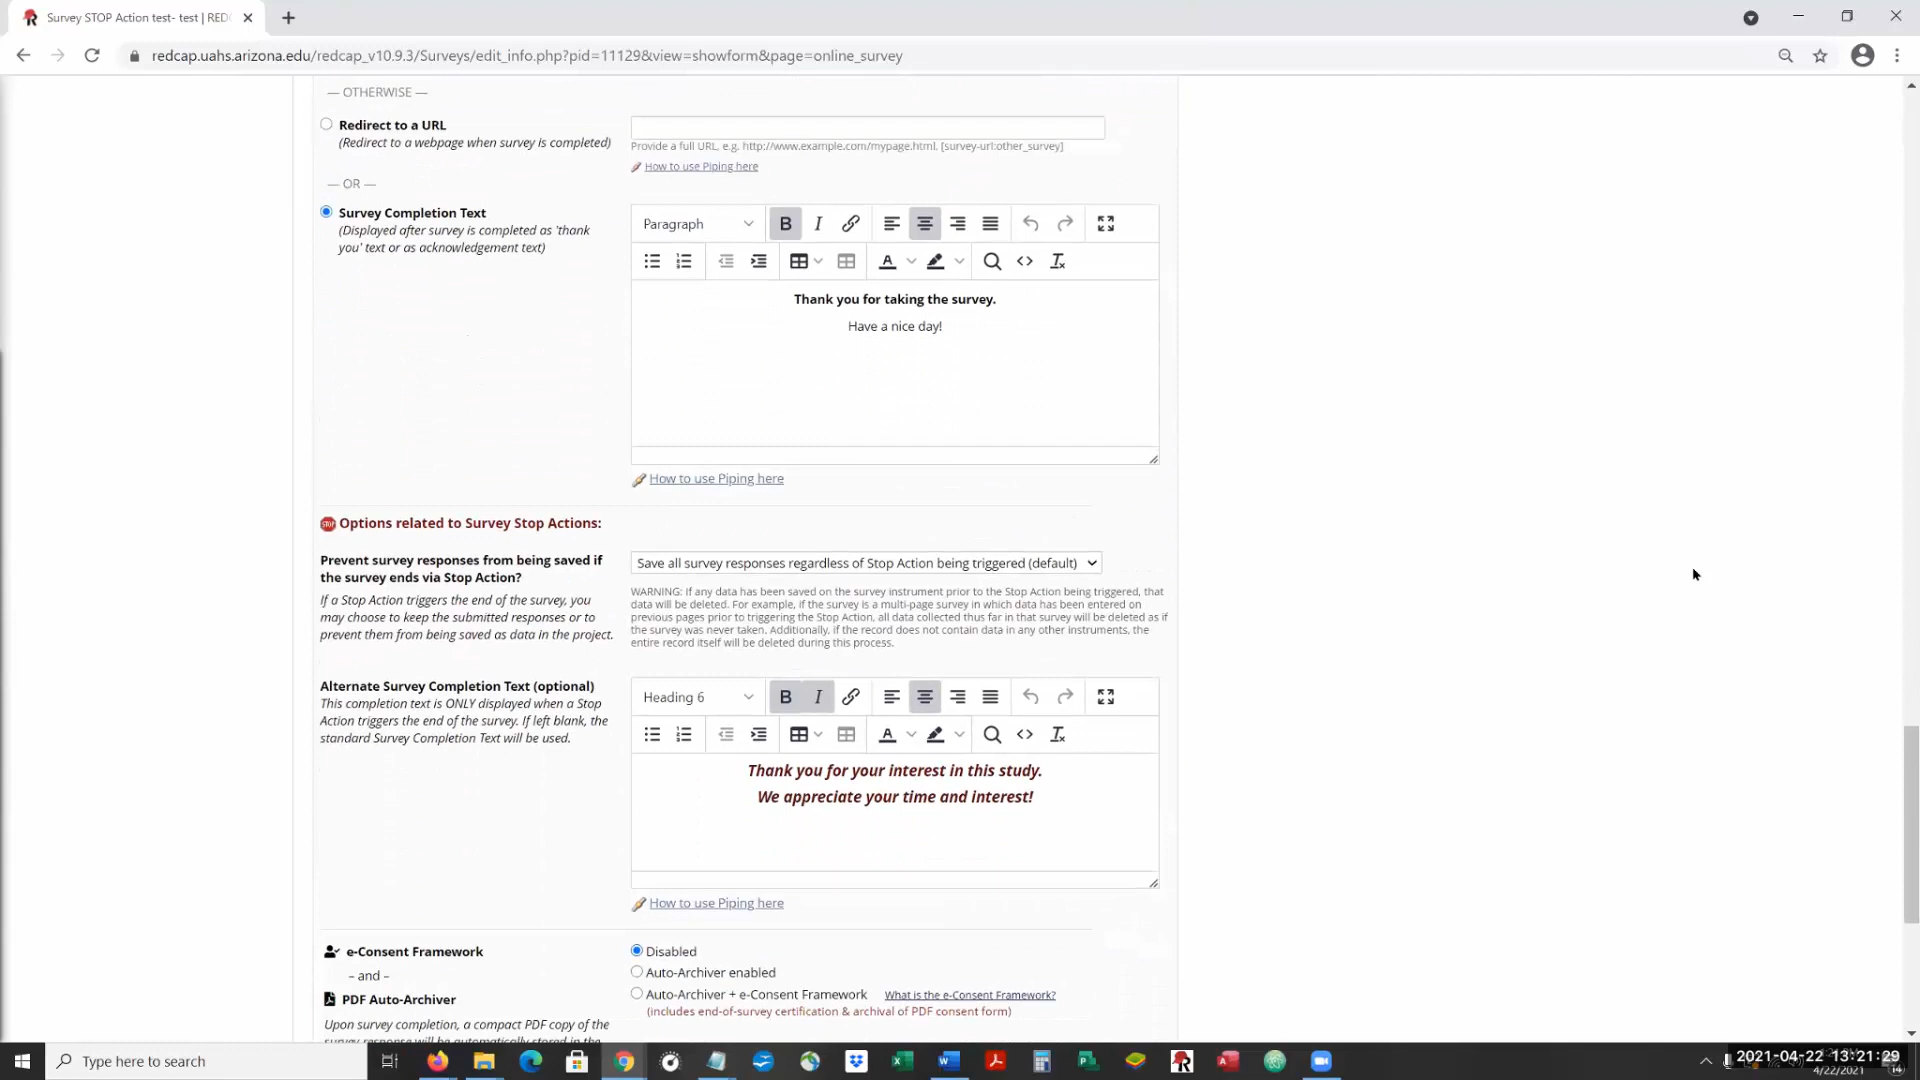 Survey STOP Action test- test | RED
redcap.uahs.arizona.edu/redcap_v10.9.3/Surveys/edit_info.php?pid=11129&view=showform&page=online_survey
— OTHERWISE —
Redirect to a URL
(Redirect to a webpage when survey is completed)
Provide a full URL, e.g. http://www.example.com/mypage.html, [survey-url:other_survey]
How to use Piping here
— OR —
Survey Completion Text
(Displayed after survey is completed as 'thank
you' text or as acknowledgement text)
Paragraph
Thank you for taking the survey.
Have a nice day!
How to use Piping here
STOP Options related to Survey Stop Actions:
Prevent survey responses from being saved if
the survey ends via Stop Action?
If a Stop Action triggers the end of the survey, you
may choose to keep the submitted responses or to
prevent them from being saved as data in the project.
Save all survey responses regardless of Stop Action being triggered (default)
WARNING: If any data has been saved on the survey instrument prior to the Stop Action being triggered, that
data will be deleted. For example, if the survey is a multi-page survey in which data has been entered on
previous pages prior to triggering the Stop Action, all data collected thus far in that survey will be deleted as if
the survey was never taken. Additionally, if the record does not contain data in any other instruments, the
entire record itself will be deleted during this process.
Alternate Survey Completion Text (optional)
This completion text is ONLY displayed when a Stop
Action triggers the end of the survey. If left blank, the
standard Survey Completion Text will be used.
Heading 6
Thank you for your interest in this study.
We appreciate your time and interest!
How to use Piping here
e-Consent Framework
– and –
PDF Auto-Archiver
Upon survey completion, a compact PDF copy of the
survey response will be automatically stored in the
Disabled
Auto-Archiver enabled
Auto-Archiver + e-Consent Framework What is the e-Consent Framework?
(includes end-of-survey certification & archival of PDF consent form)
Type here to search
2021-04-22 13:21:29
4/22/2021